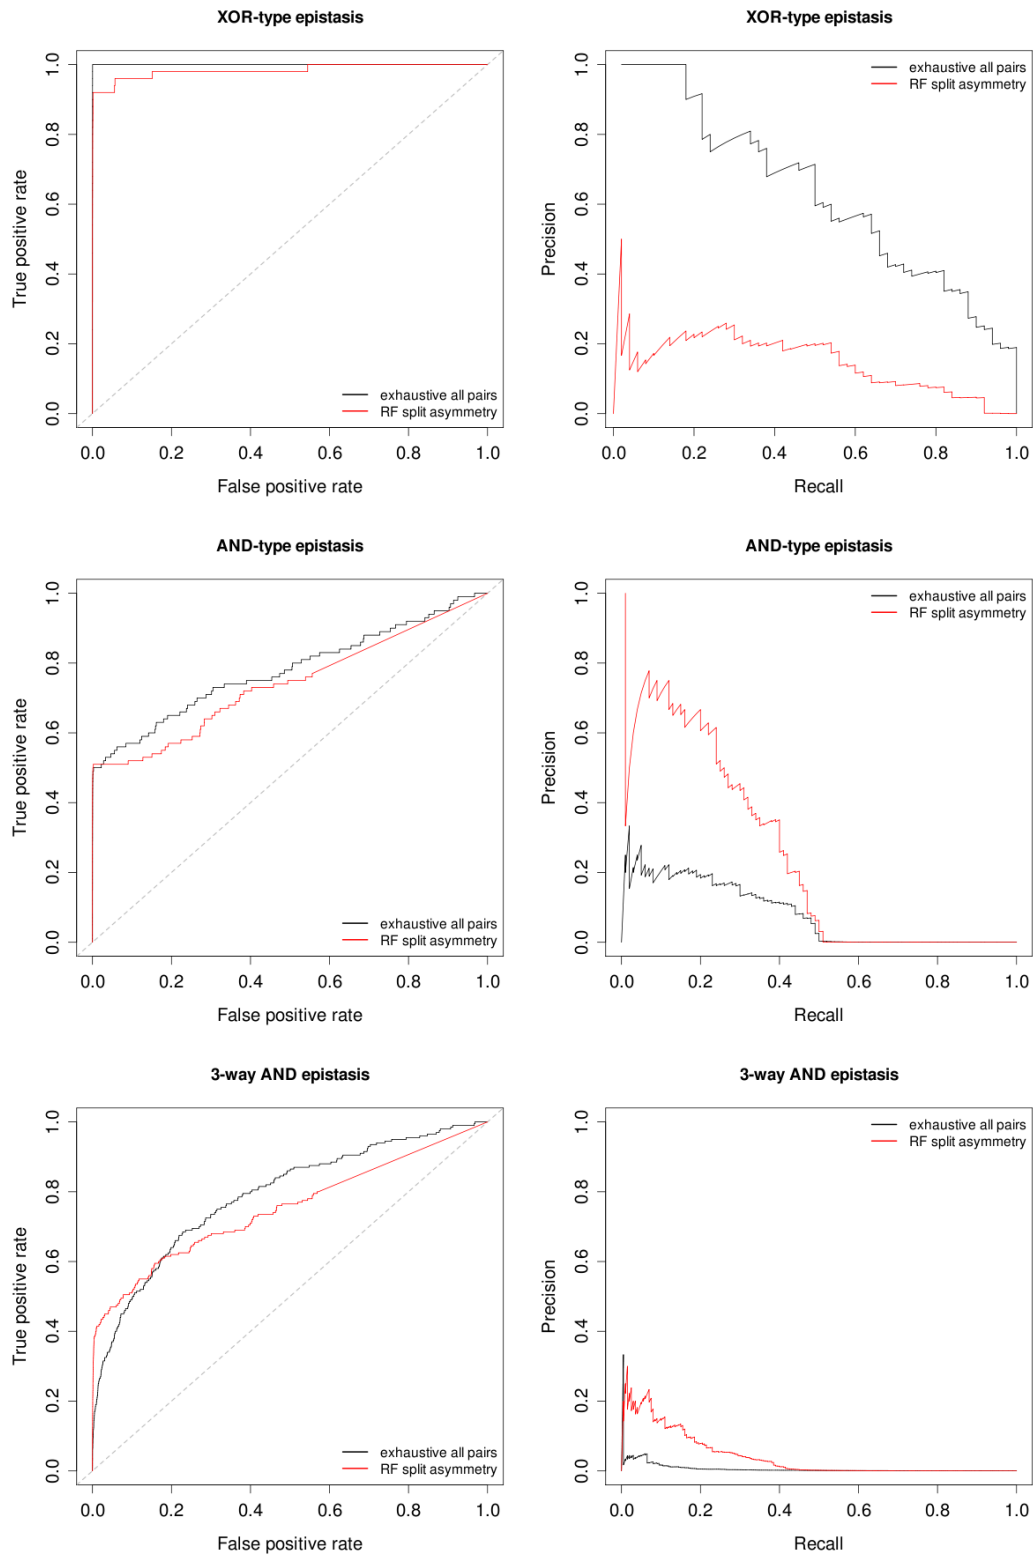 XOR-type epistasis
True positive rate
0.0 0.2 0.4 0.6 0.8 1.0
exhaustive all pairs
RF split asymmetry
0.0 0.2 0.4 0.6 0.8 1.0
False positive rate
XOR-type epistasis
Precision
0.0 0.2 0.4 0.6 0.8 1.0
exhaustive all pairs
RF split asymmetry
0.0 0.2 0.4 0.6 0.8 1.0
Recall
AND-type epistasis
True positive rate
0.0 0.2 0.4 0.6 0.8 1.0
exhaustive all pairs
RF split asymmetry
0.0 0.2 0.4 0.6 0.8 1.0
False positive rate
AND-type epistasis
Precision
0.0 0.2 0.4 0.6 0.8 1.0
exhaustive all pairs
RF split asymmetry
0.0 0.2 0.4 0.6 0.8 1.0
Recall
3-way AND epistasis
True positive rate
0.0 0.2 0.4 0.6 0.8 1.0
exhaustive all pairs
RF split asymmetry
0.0 0.2 0.4 0.6 0.8 1.0
False positive rate
3-way AND epistasis
Precision
0.0 0.2 0.4 0.6 0.8 1.0
exhaustive all pairs
RF split asymmetry
0.0 0.2 0.4 0.6 0.8 1.0
Recall